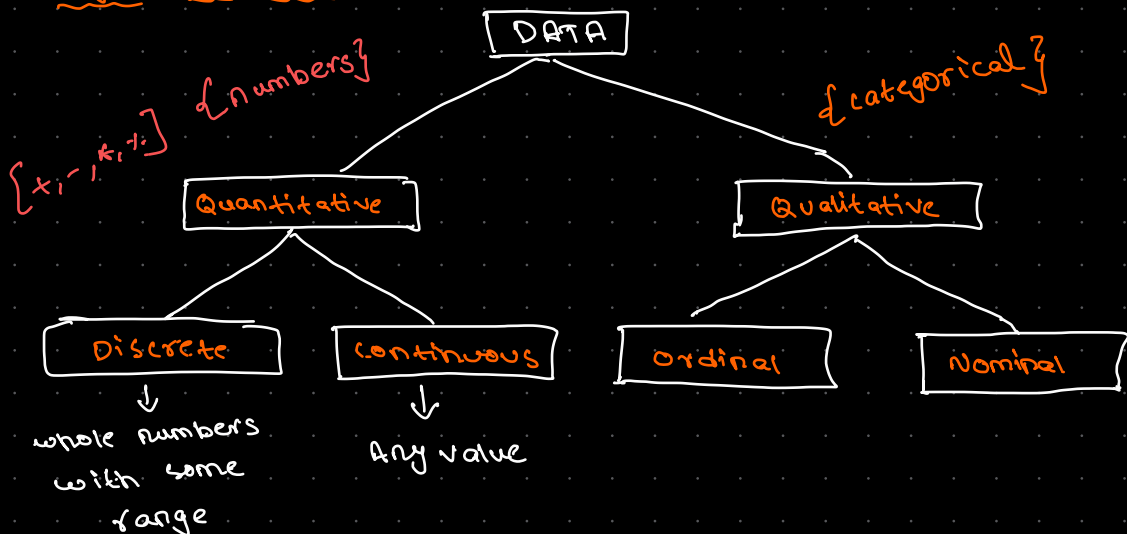 DATA
{numbers}
{categorical}
[+,-,*,%]
Quantitative
Qualitative
Discrete
Continuous
Ordinal
Nominal
whole numbers
with some
range
Any value